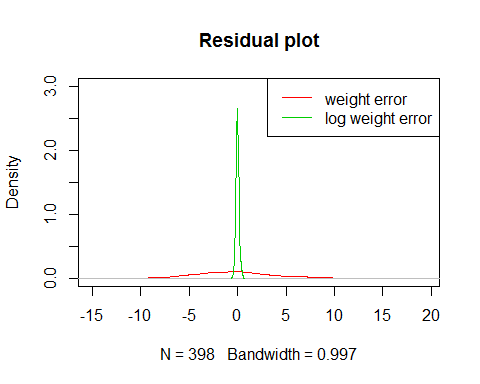 Residual plot
weight error
log weight error
Density
3.0
2.0
1.0
0.0
-15 -10 -5 0 5 10 15 20
N = 398 Bandwidth = 0.997